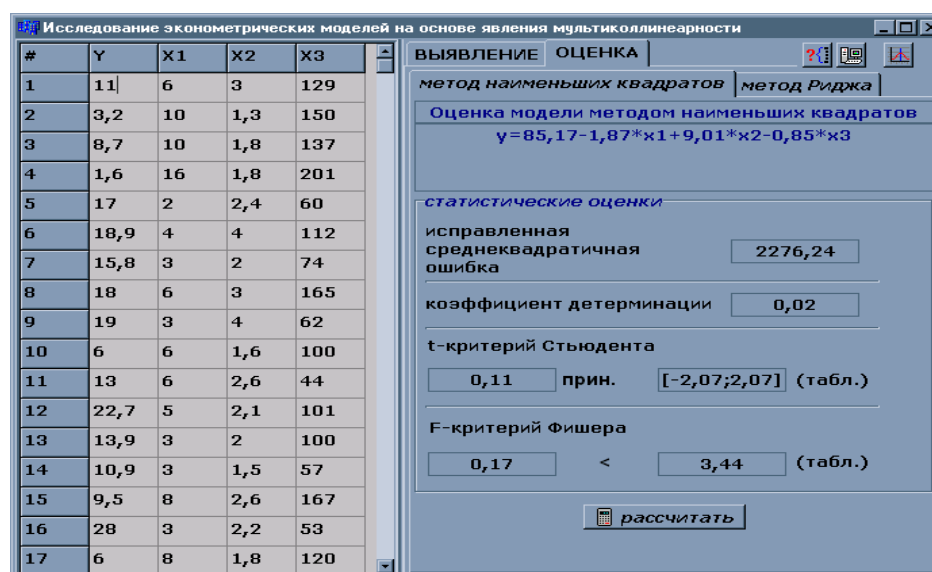 Исследование эконометрических моделей на основе явления мультиколлинеарности
# Y X1 X2 X3
1 11 6 3 129
2 3,2 10 1,3 150
3 8,7 10 1,8 137
4 1,6 16 1,8 201
5 17 2 2,4 60
6 18,9 4 4 112
7 15,8 3 2 74
8 18 6 3 165
9 19 3 4 62
10 6 6 1,6 100
11 13 6 2,6 44
12 22,7 5 2,1 101
13 13,9 3 2 100
14 10,9 3 1,5 57
15 9,5 8 2,6 167
16 28 3 2,2 53
17 6 8 1,8 120
ВЫЯВЛЕНИЕ ОЦЕНКА
метод наименьших квадратов метод Риджа
Оценка модели методом наименьших квадратов
y=85,17-1,87*x1+9,01*x2-0,85*x3
статистические оценки
исправленная
среднеквадратичная
ошибка
2276,24
коэффициент детерминации 0,02
t-критерий Стьюдента
0,11 прин. [-2,07;2,07] (табл.)
F-критерий Фишера
0,17 < 3,44 (табл.)
рассчитать